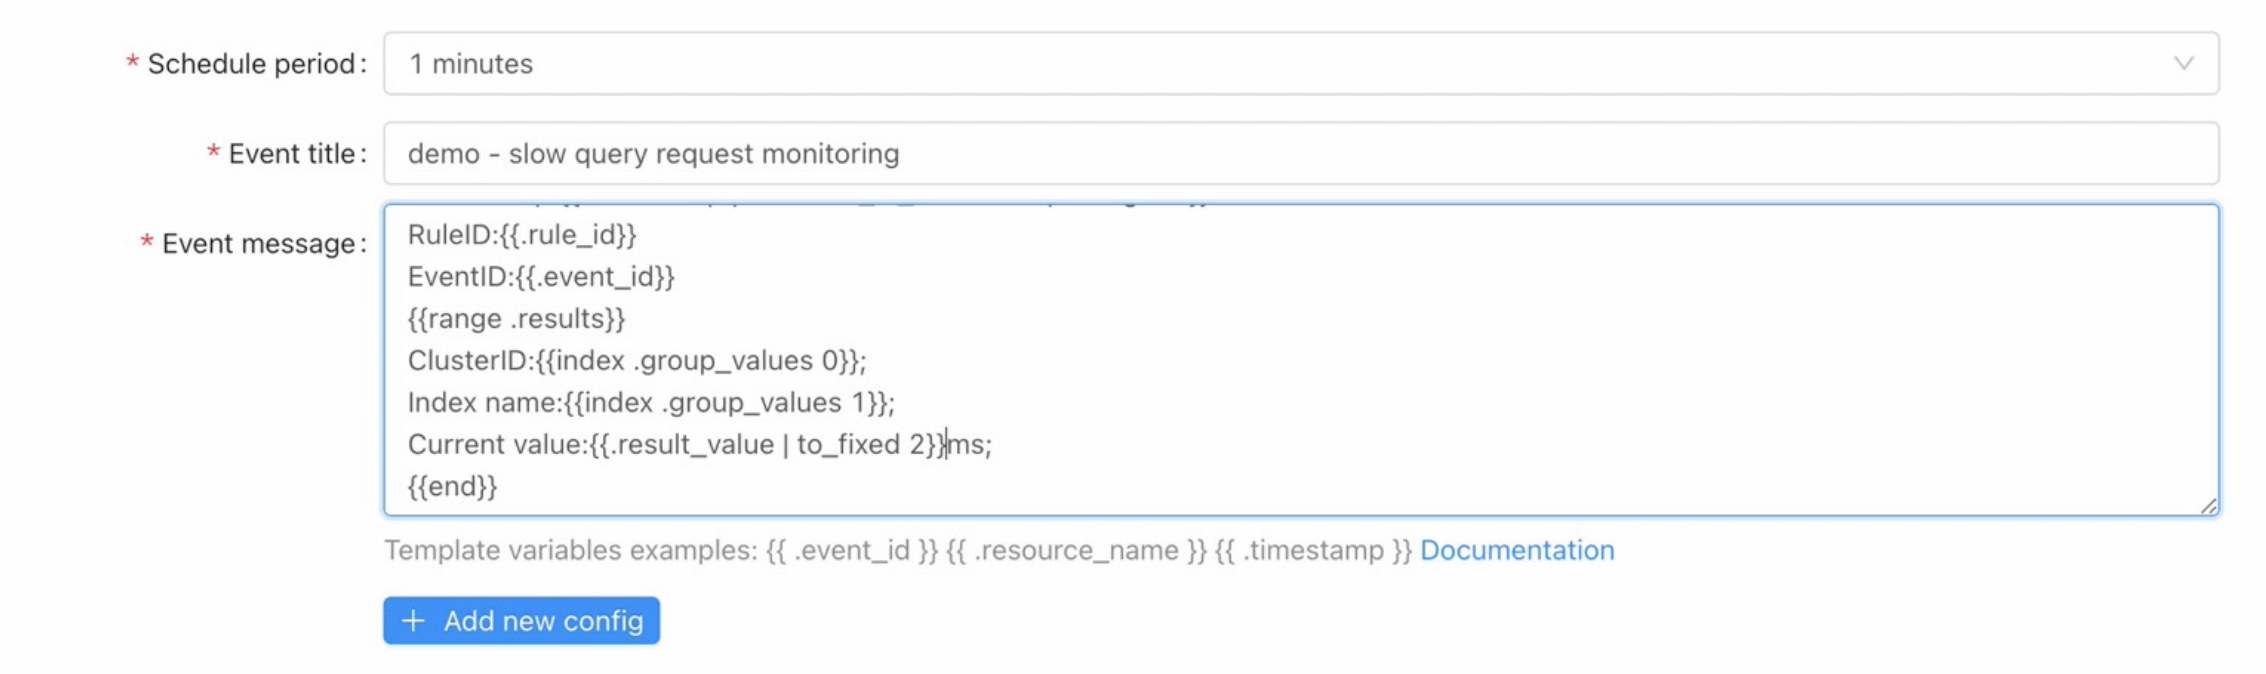 * Schedule period: 1 minutes
* Event title: demo - slow query request monitoring
* Event message:
RuleID:{{.rule_id}}
EventID:{{.event_id}}
{{range .results}}
ClusterID:{{index .group_values 0}};
Index name:{{index .group_values 1}};
Current value:{{.result_value | to_fixed 2}}ms;
{{end}}
Template variables examples: {{ .event_id }} {{ .resource_name }} {{ .timestamp }} Documentation
+ Add new config